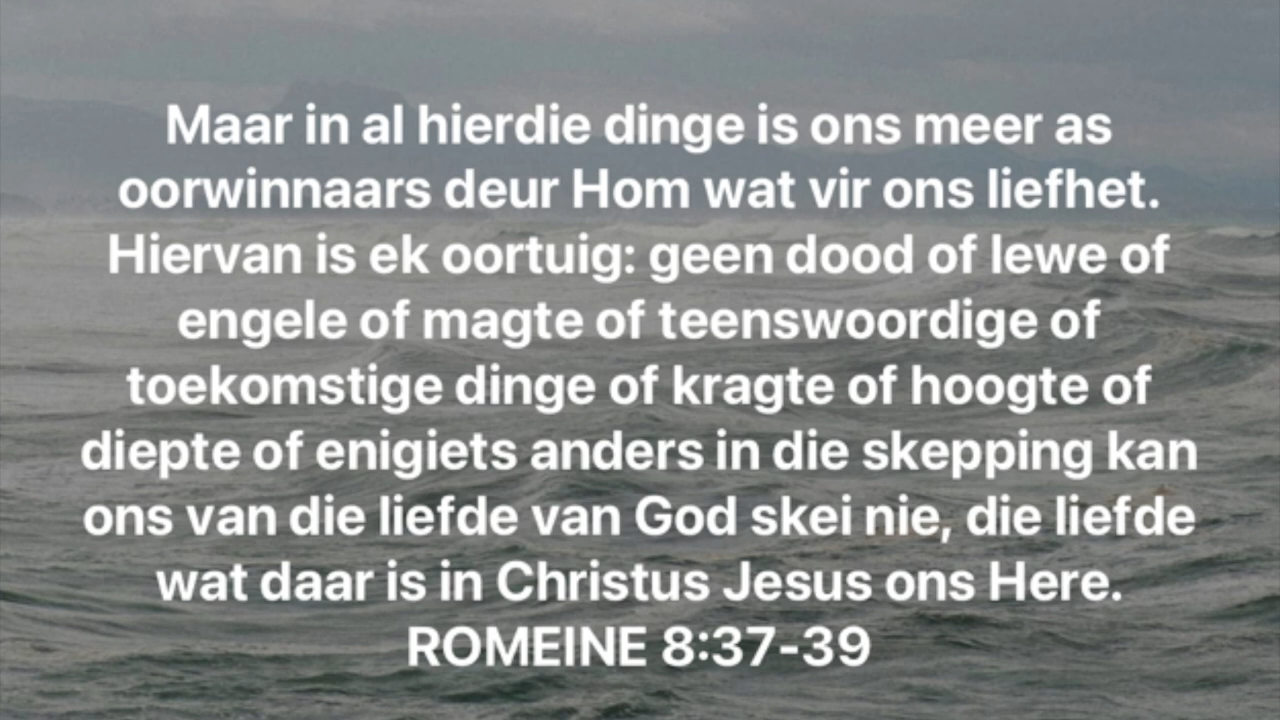 Maar in al hierdie dinge is ons meer as
oorwinnaars deur Hom wat vir ons liefhet.
Hiervan is ek oortuig: geen dood of lewe of
engele of magte of teenswoordige of
toekomstige dinge of kragte of hoogte of
diepte of enigiets anders in die skepping kan
ons van die liefde van God skei nie, die liefde
wat daar is in Christus Jesus ons Here.
ROMEINE 8:37-39